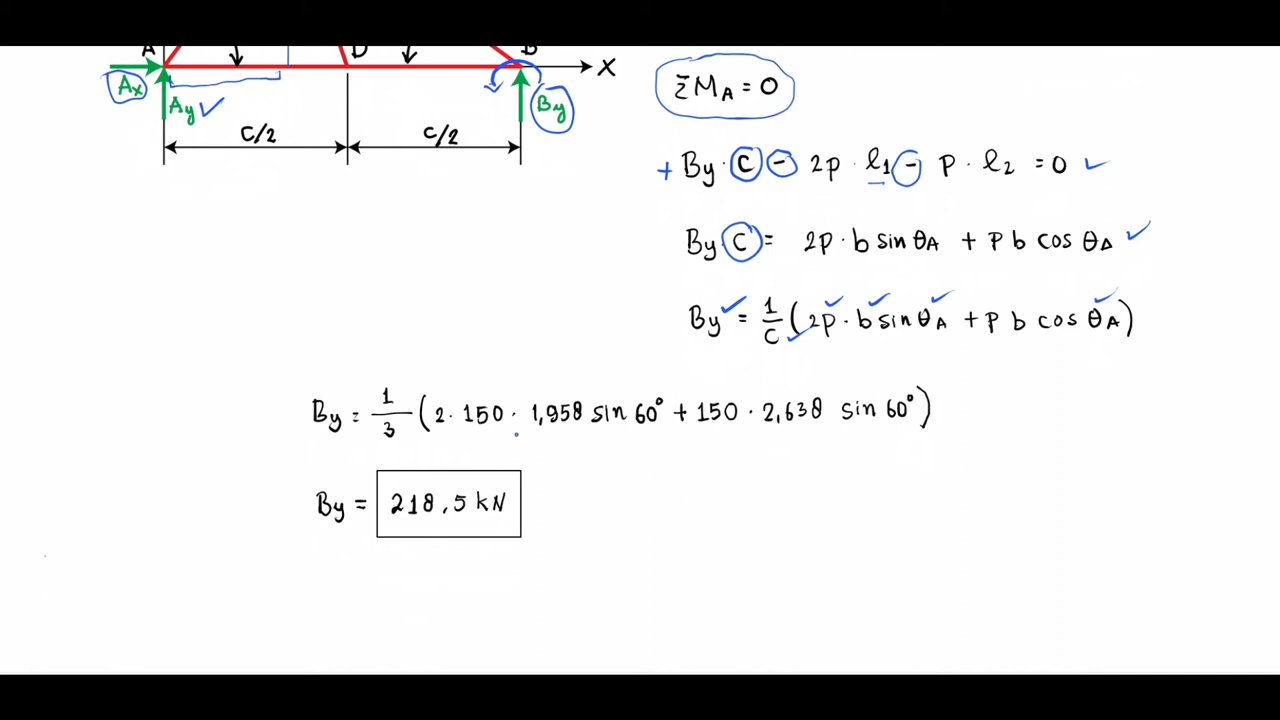 A D B
Ax → X
Ay By
C/2 C/2
ΣM_A = 0
+ By · C - 2p · l₁ - p · l₂ = 0
By C = 2p · b sin θA + p b cos θA
By = 1/C (2p · b sin θA + p b cos θA)
By = 1/3 (2 · 150 · 1,958 sin 60° + 150 · 2,638 sin 60°)
By = 218,5 kN